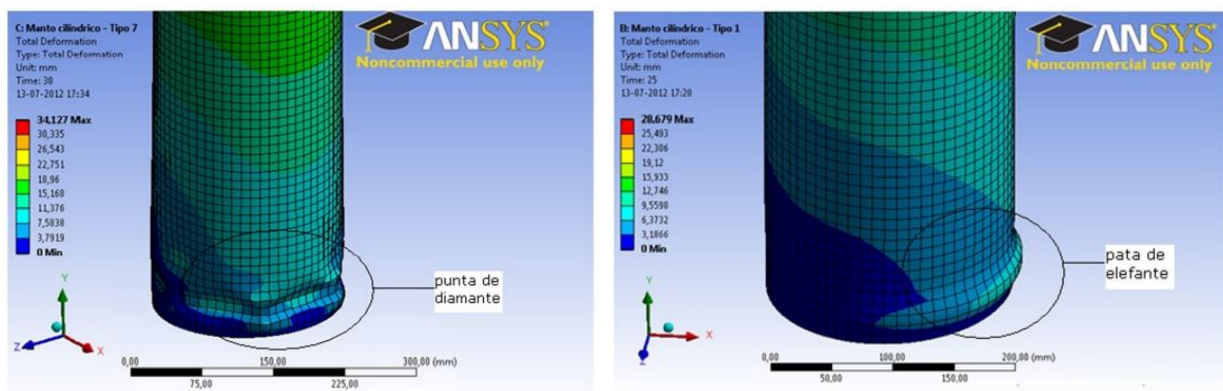 C: Manto cilíndrico - Tipo 7
Total Deformation
Type: Total Deformation
Unit: mm
Time: 30
13-07-2012 17:34
34,127 Max
30,335
26,543
22,751
18,96
15,168
11,376
7,5838
3,7919
0 Min
ANSYS
Noncommercial use only
punta de
diamante
Y
Z
X
0,00
150,00
300,00 (mm)
75,00
225,00
B: Manto cilíndrico - Tipo 1
Total Deformation
Type: Total Deformation
Unit: mm
Time: 25
13-07-2012 17:20
28,679 Max
25,493
22,306
19,12
15,933
12,746
9,5598
6,3732
3,1866
0 Min
ANSYS
Noncommercial use only
pata de
elefante
Y
X
Z
0,00
100,00
200,00 (mm)
50,00
150,00